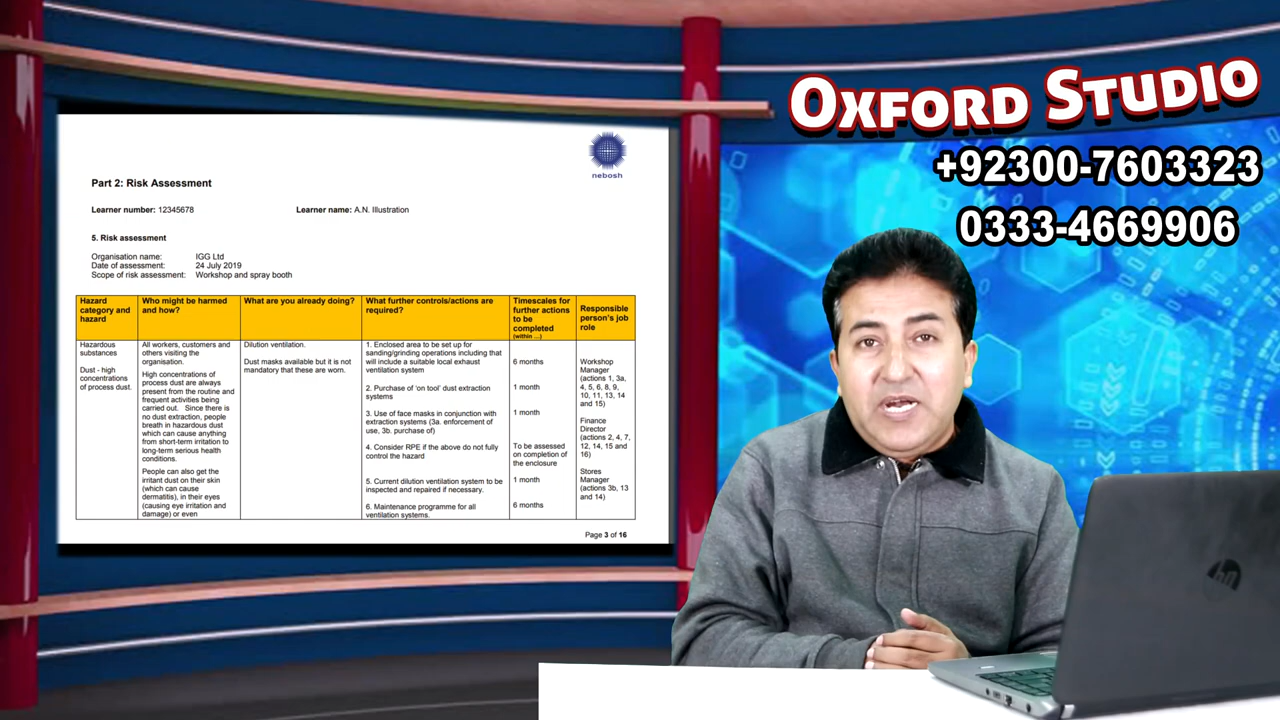 Oxford Studio
+92300-7603323
0333-4669906
nebosh
Part 2: Risk Assessment
Learner number: 12345678
Learner name: A.N. Illustration
5. Risk assessment
Organisation name: IGG Ltd
Date of assessment: 24 July 2019
Scope of risk assessment: Workshop and spray booth
Hazard
category and
hazard
Who might be harmed
and how?
What are you already doing?
What further controls/actions are
required?
Timescales for
further actions
to be
completed
(within ...)
Responsible
person's job
role
Hazardous
substances
Dust - high
concentrations
of process dust.
All workers, customers and
others visiting the
organisation.
High concentrations of
process dust are always
present from the routine and
frequent activities being
carried out. Since there is
no dust extraction, people
breath in hazardous dust
which can cause anything
from short-term irritation to
long-term serious health
conditions.
People can also get the
irritant dust on their skin
(which can cause
dermatitis), in their eyes
(causing eye irritation and
damage) or even
Dilution ventilation.
Dust masks available but it is not
mandatory that these are worn.
1. Enclosed area to be set up for
sanding/grinding operations including that
will include a suitable local exhaust
ventilation system
2. Purchase of 'on tool' dust extraction
systems
3. Use of face masks in conjunction with
extraction systems (3a. enforcement of
use, 3b. purchase of)
4. Consider RPE if the above do not fully
control the hazard
5. Current dilution ventilation system to be
inspected and repaired if necessary.
6. Maintenance programme for all
ventilation systems.
6 months
1 month
1 month
To be assessed
on completion of
the enclosure
1 month
6 months
Workshop
Manager
(actions 1, 3a,
4, 5, 6, 8, 9,
10, 11, 13, 14
and 15)
Finance
Director
(actions 2, 4, 7,
12, 14, 15 and
16)
Stores
Manager
(actions 3b, 13
and 14)
Page 3 of 16
hp